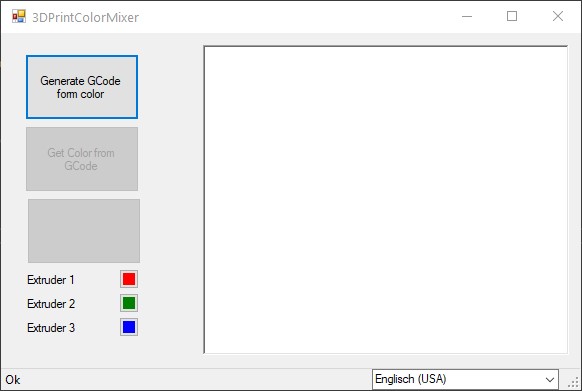 3DPrintColorMixer
Generate GCode
form color
Get Color from
GCode
Extruder 1
Extruder 2
Extruder 3
Ok
Englisch (USA)